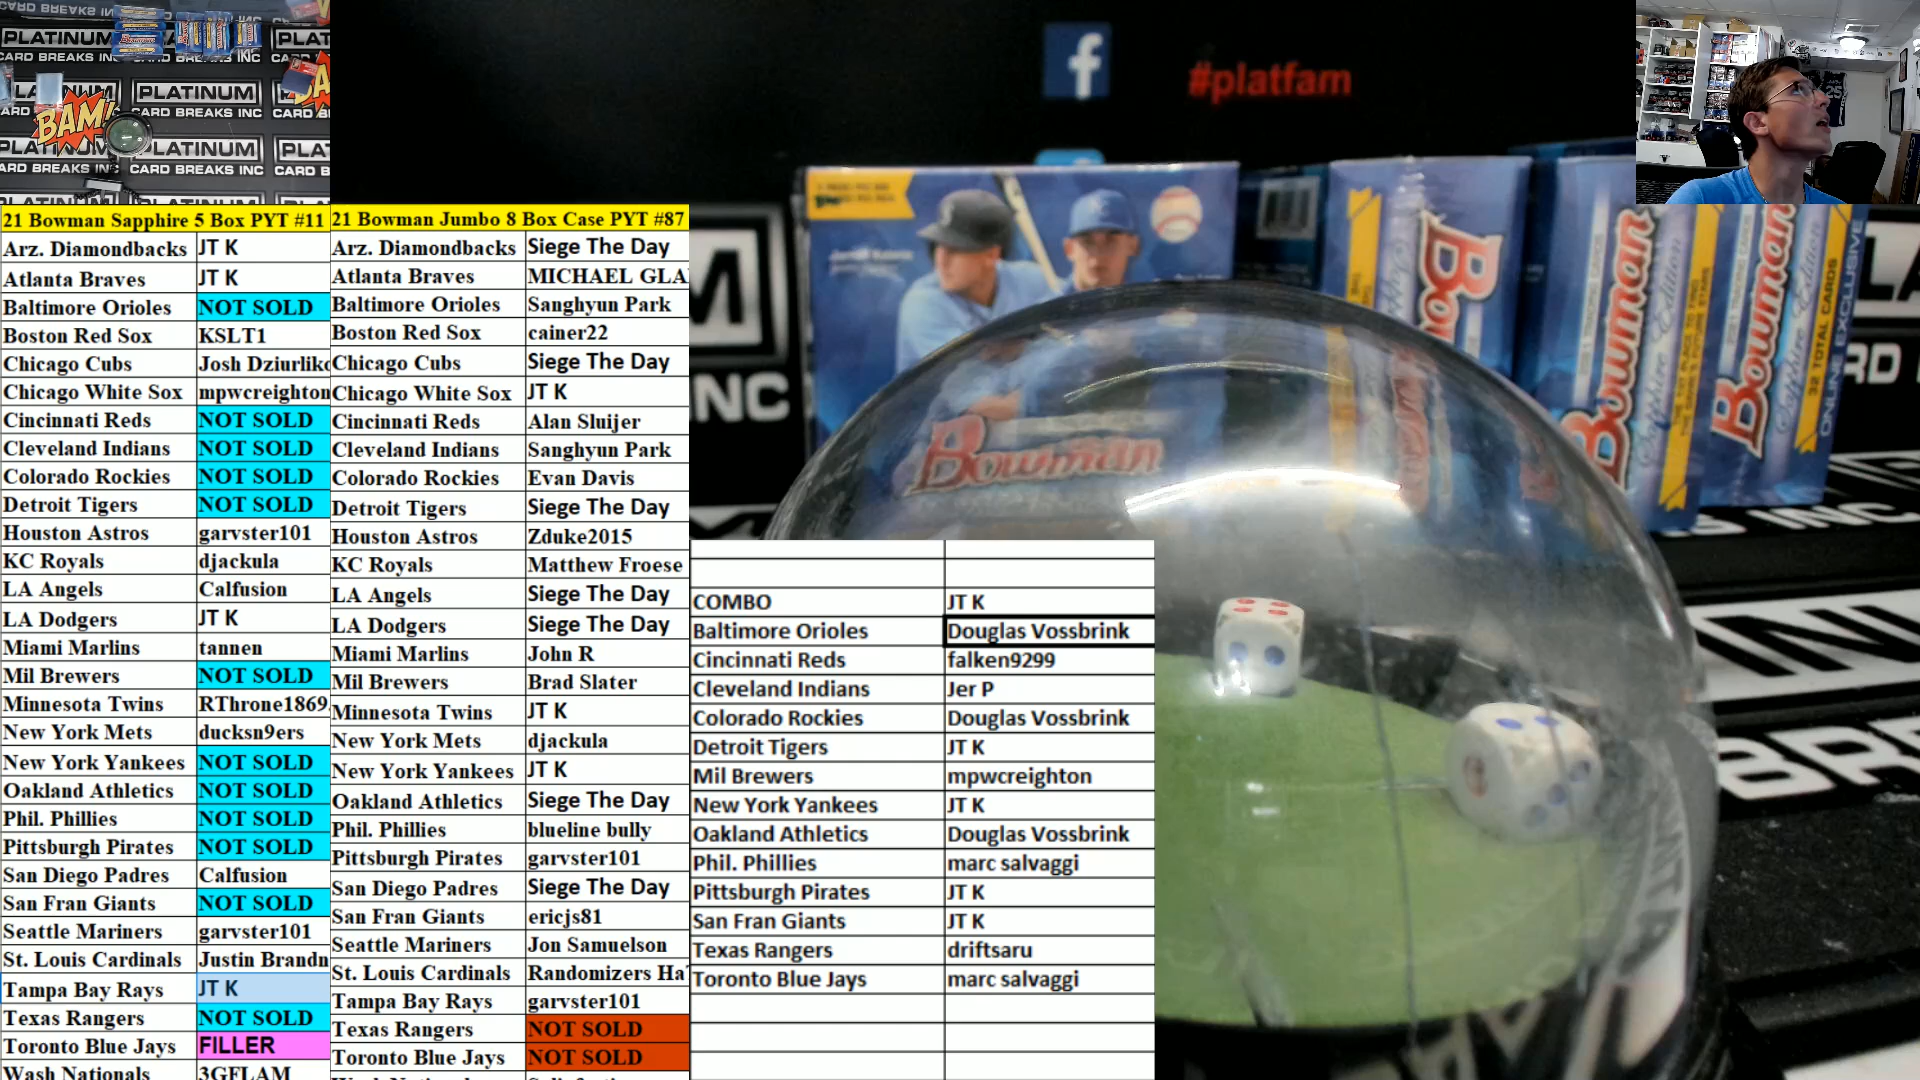 PLATINUM
CARD BREAKS INC
BAM!
#platfam
f
21 Bowman Sapphire 5 Box PYT #11
Arz. Diamondbacks JT K
Atlanta Braves JT K
Baltimore Orioles NOT SOLD
Boston Red Sox KSLT1
Chicago Cubs Josh
Chicago White Sox mpwcreighton
Cincinnati Reds NOT SOLD
Cleveland Indians NOT SOLD
Colorado Rockies NOT SOLD
Detroit Tigers NOT SOLD
Houston Astros garvster101
KC Royals djackula
LA Angels Calfusion
LA Dodgers JT K
Miami Marlins tannen
Mil Brewers NOT SOLD
Minnesota Twins RThrone1869
New York Mets ducksn9ers
New York Yankees NOT SOLD
Oakland Athletics NOT SOLD
Phil. Phillies NOT SOLD
Pittsburgh Pirates NOT SOLD
San Diego Padres Calfusion
San Fran Giants NOT SOLD
Seattle Mariners garvster101
St. Louis Cardinals Justin Brandn
Tampa Bay Rays JT K
Texas Rangers NOT SOLD
Toronto Blue Jays FILLER
Wash Nationals 3GFLAM
21 Bowman Jumbo 8 Box Case PYT #87
Arz. Diamondbacks Siege The Day
Atlanta Braves MICHAEL GLA
Baltimore Orioles Sanghyun Park
Boston Red Sox cainer22
Chicago Cubs Siege The Day
Chicago White Sox JT K
Cincinnati Reds Alan Sluijer
Cleveland Indians Sanghyun Park
Colorado Rockies Evan Davis
Detroit Tigers Siege The Day
Houston Astros Zduke2015
KC Royals Matthew Froese
LA Angels Siege The Day
LA Dodgers Siege The Day
Miami Marlins John R
Mil Brewers Brad Slater
Minnesota Twins JT K
New York Mets djackula
New York Yankees JT K
Oakland Athletics Siege The Day
Phil. Phillies blueline bully
Pittsburgh Pirates garvster101
San Diego Padres Siege The Day
San Fran Giants ericjs81
Seattle Mariners Jon Samuelson
St. Louis Cardinals Randomizers Ha
Tampa Bay Rays garvster101
Texas Rangers NOT SOLD
Toronto Blue Jays NOT SOLD
COMBO JT K
Baltimore Orioles Douglas Vossbrink
Cincinnati Reds falken9299
Cleveland Indians Jer P
Colorado Rockies Douglas Vossbrink
Detroit Tigers JT K
Mil Brewers mpwcreighton
New York Yankees JT K
Oakland Athletics Douglas Vossbrink
Phil. Phillies marc salvaggi
Pittsburgh Pirates JT K
San Fran Giants JT K
Texas Rangers driftsaru
Toronto Blue Jays marc salvaggi
Bowman
Bowman
Bowman
Sapphire Edition
Bowman
Sapphire Edition
32 TOTAL CARDS
ONLINE EXCLUSIVE